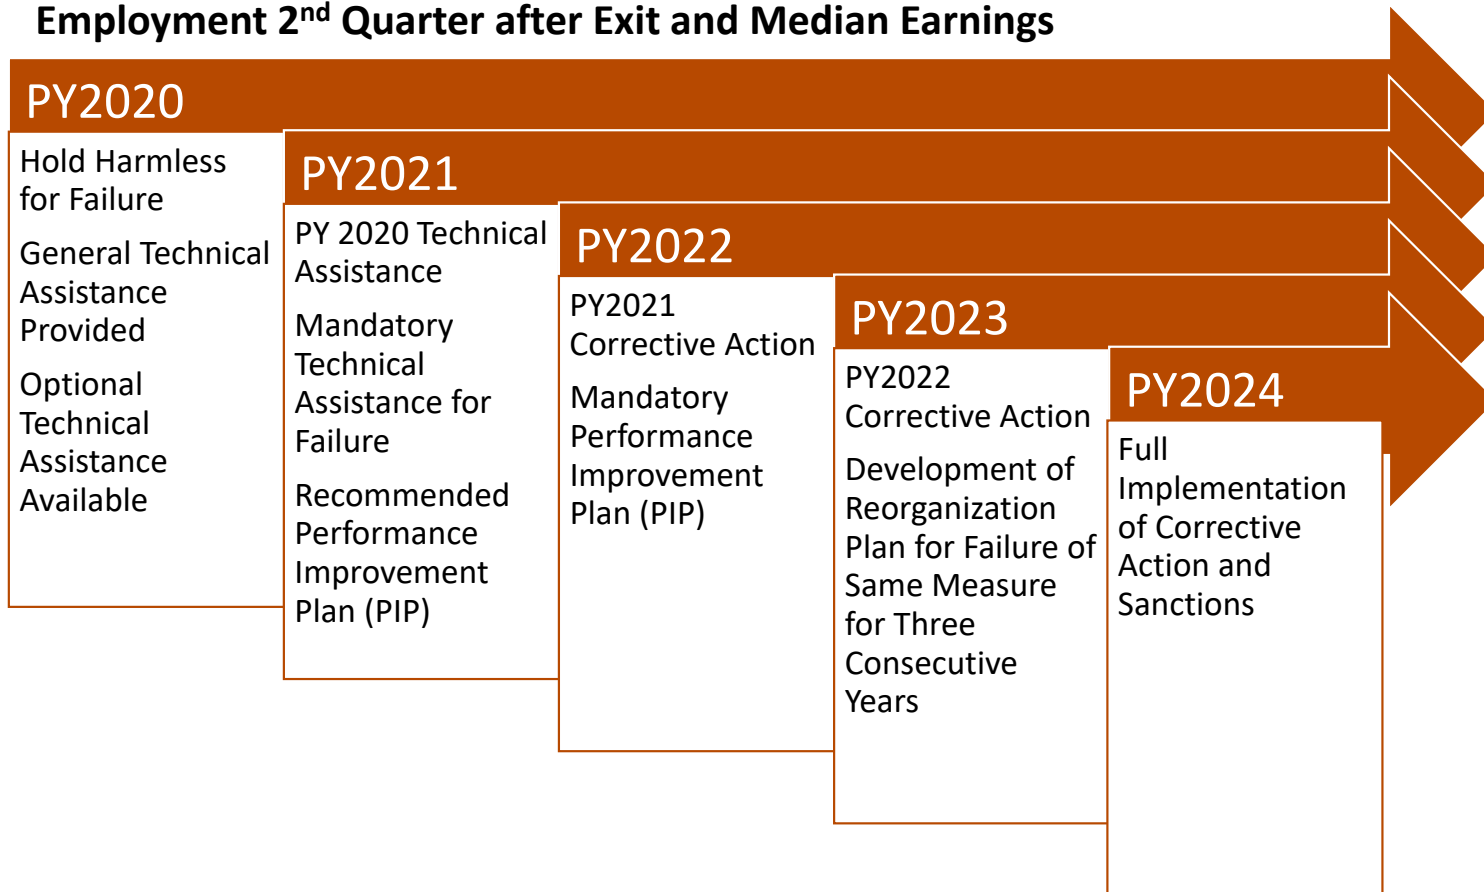 Employment 2nd Quarter after Exit and Median Earnings
PY2020
Hold Harmless
for Failure
General Technical
Assistance
Provided
Optional
Technical
Assistance
Available
PY2021
PY 2020 Technical
Assistance
Mandatory
Technical
Assistance for
Failure
Recommended
Performance
Improvement
Plan (PIP)
PY2022
PY2021
Corrective Action
Mandatory
Performance
Improvement
Plan (PIP)
PY2023
PY2022
Corrective Action
Development of
Reorganization
Plan for Failure of
Same Measure
for Three
Consecutive
Years
PY2024
Full
Implementation
of Corrective
Action and
Sanctions